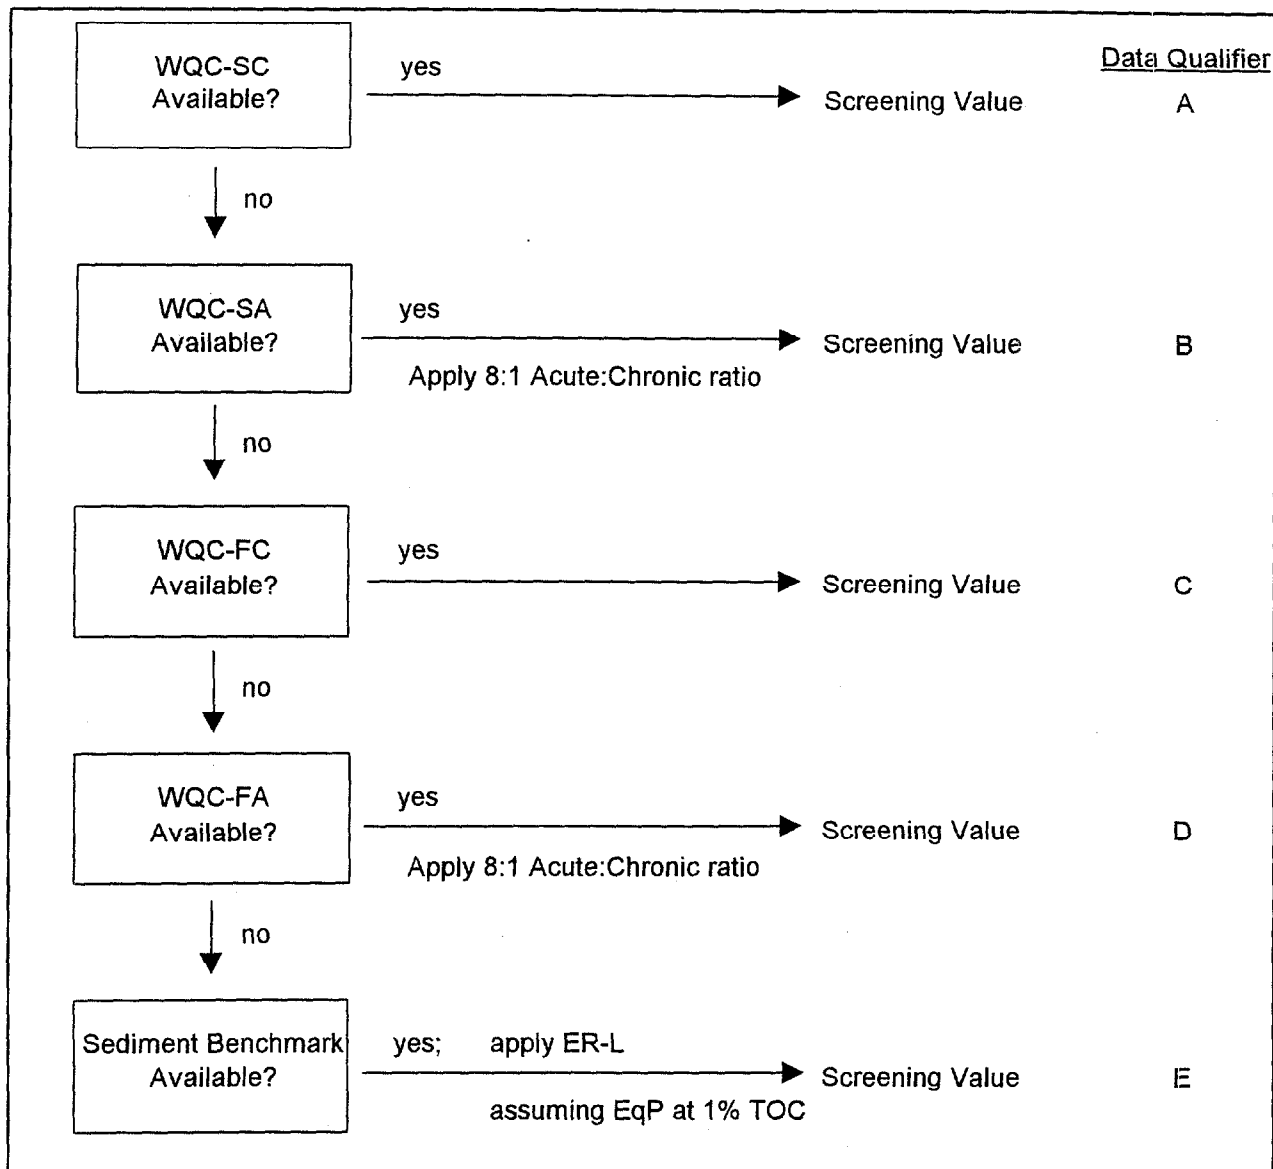 Data Qualifier
WQC-SC
Available?
yes
Screening Value
A
no
WQC-SA
Available?
yes
Apply 8:1 Acute:Chronic ratio
Screening Value
B
no
WQC-FC
Available?
yes
Screening Value
C
no
WQC-FA
Available?
yes
Apply 8:1 Acute:Chronic ratio
Screening Value
D
no
Sediment Benchmark
Available?
yes; apply ER-L
assuming EqP at 1% TOC
Screening Value
E